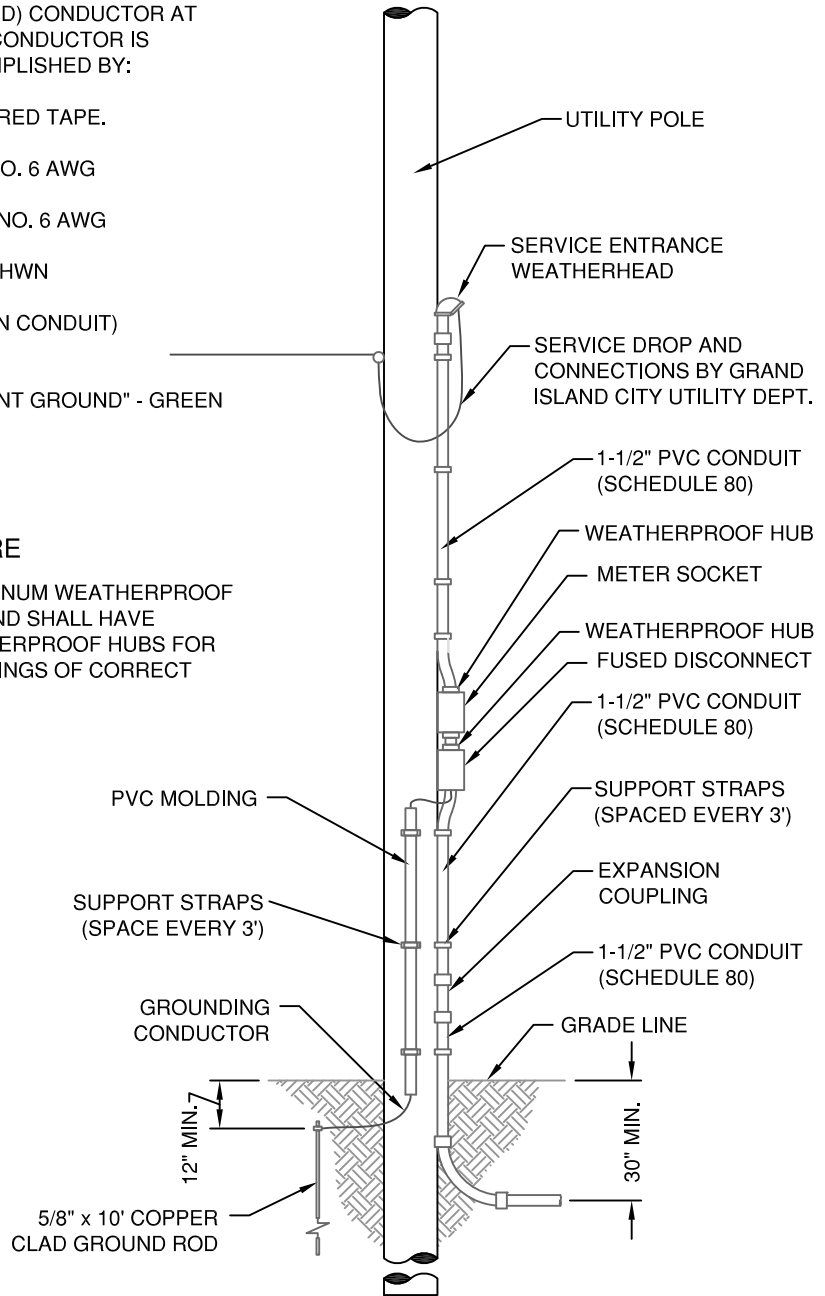 D) CONDUCTOR AT
CONDUCTOR IS
MPLISHED BY:
RED TAPE.
O. 6 AWG
NO. 6 AWG
HWN
N CONDUIT)
NT GROUND" - GREEN
RE
NUM WEATHERPROOF
ND SHALL HAVE
ERPROOF HUBS FOR
INGS OF CORRECT
UTILITY POLE
SERVICE ENTRANCE
WEATHERHEAD
SERVICE DROP AND
CONNECTIONS BY GRAND
ISLAND CITY UTILITY DEPT.
1-1/2" PVC CONDUIT
(SCHEDULE 80)
WEATHERPROOF HUB
METER SOCKET
WEATHERPROOF HUB
FUSED DISCONNECT
1-1/2" PVC CONDUIT
(SCHEDULE 80)
PVC MOLDING
SUPPORT STRAPS
(SPACED EVERY 3')
EXPANSION
COUPLING
SUPPORT STRAPS
(SPACE EVERY 3')
1-1/2" PVC CONDUIT
(SCHEDULE 80)
GROUNDING
CONDUCTOR
GRADE LINE
12" MIN.
30" MIN.
5/8" x 10' COPPER
CLAD GROUND ROD